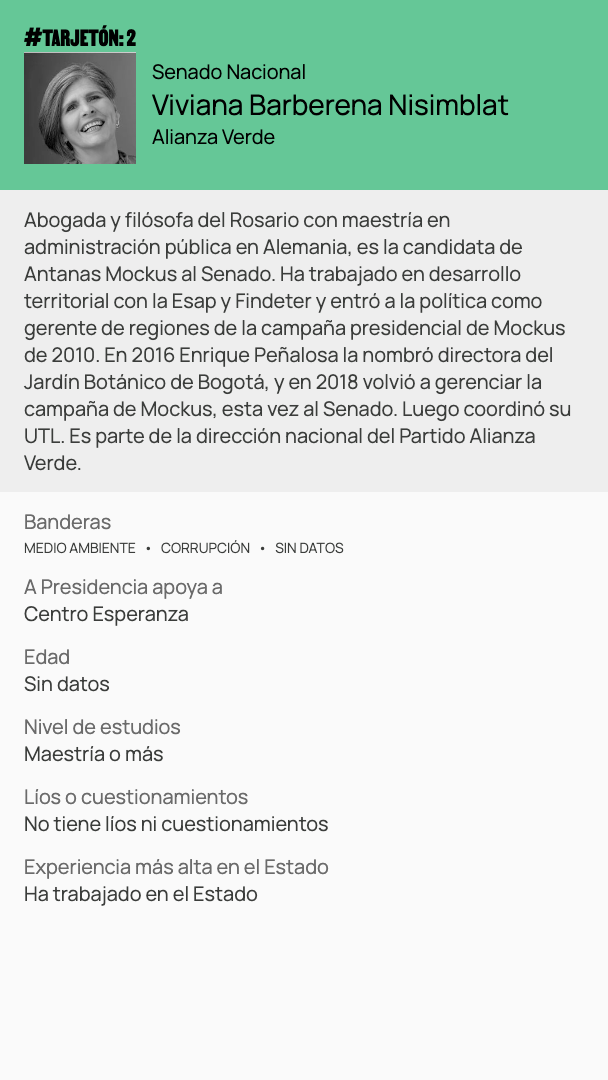 #TARJETÓN: 2
Senado Nacional
Viviana Barberena Nisimblat
Alianza Verde
Abogada y filósofa del Rosario con maestría en
administración pública en Alemania, es la candidata de
Antanas Mockus al Senado. Ha trabajado en desarrollo
territorial con la Esap y Findeter y entró a la política como
gerente de regiones de la campaña presidencial de Mockus
de 2010. En 2016 Enrique Peñalosa la nombró directora del
Jardín Botánico de Bogotá, y en 2018 volvió a gerenciar la
campaña de Mockus, esta vez al Senado. Luego coordinó su
UTL. Es parte de la dirección nacional del Partido Alianza
Verde.
Banderas
MEDIO AMBIENTE • CORRUPCIÓN • SIN DATOS
A Presidencia apoya a
Centro Esperanza
Edad
Sin datos
Nivel de estudios
Maestría o más
Líos o cuestionamientos
No tiene líos ni cuestionamientos
Experiencia más alta en el Estado
Ha trabajado en el Estado